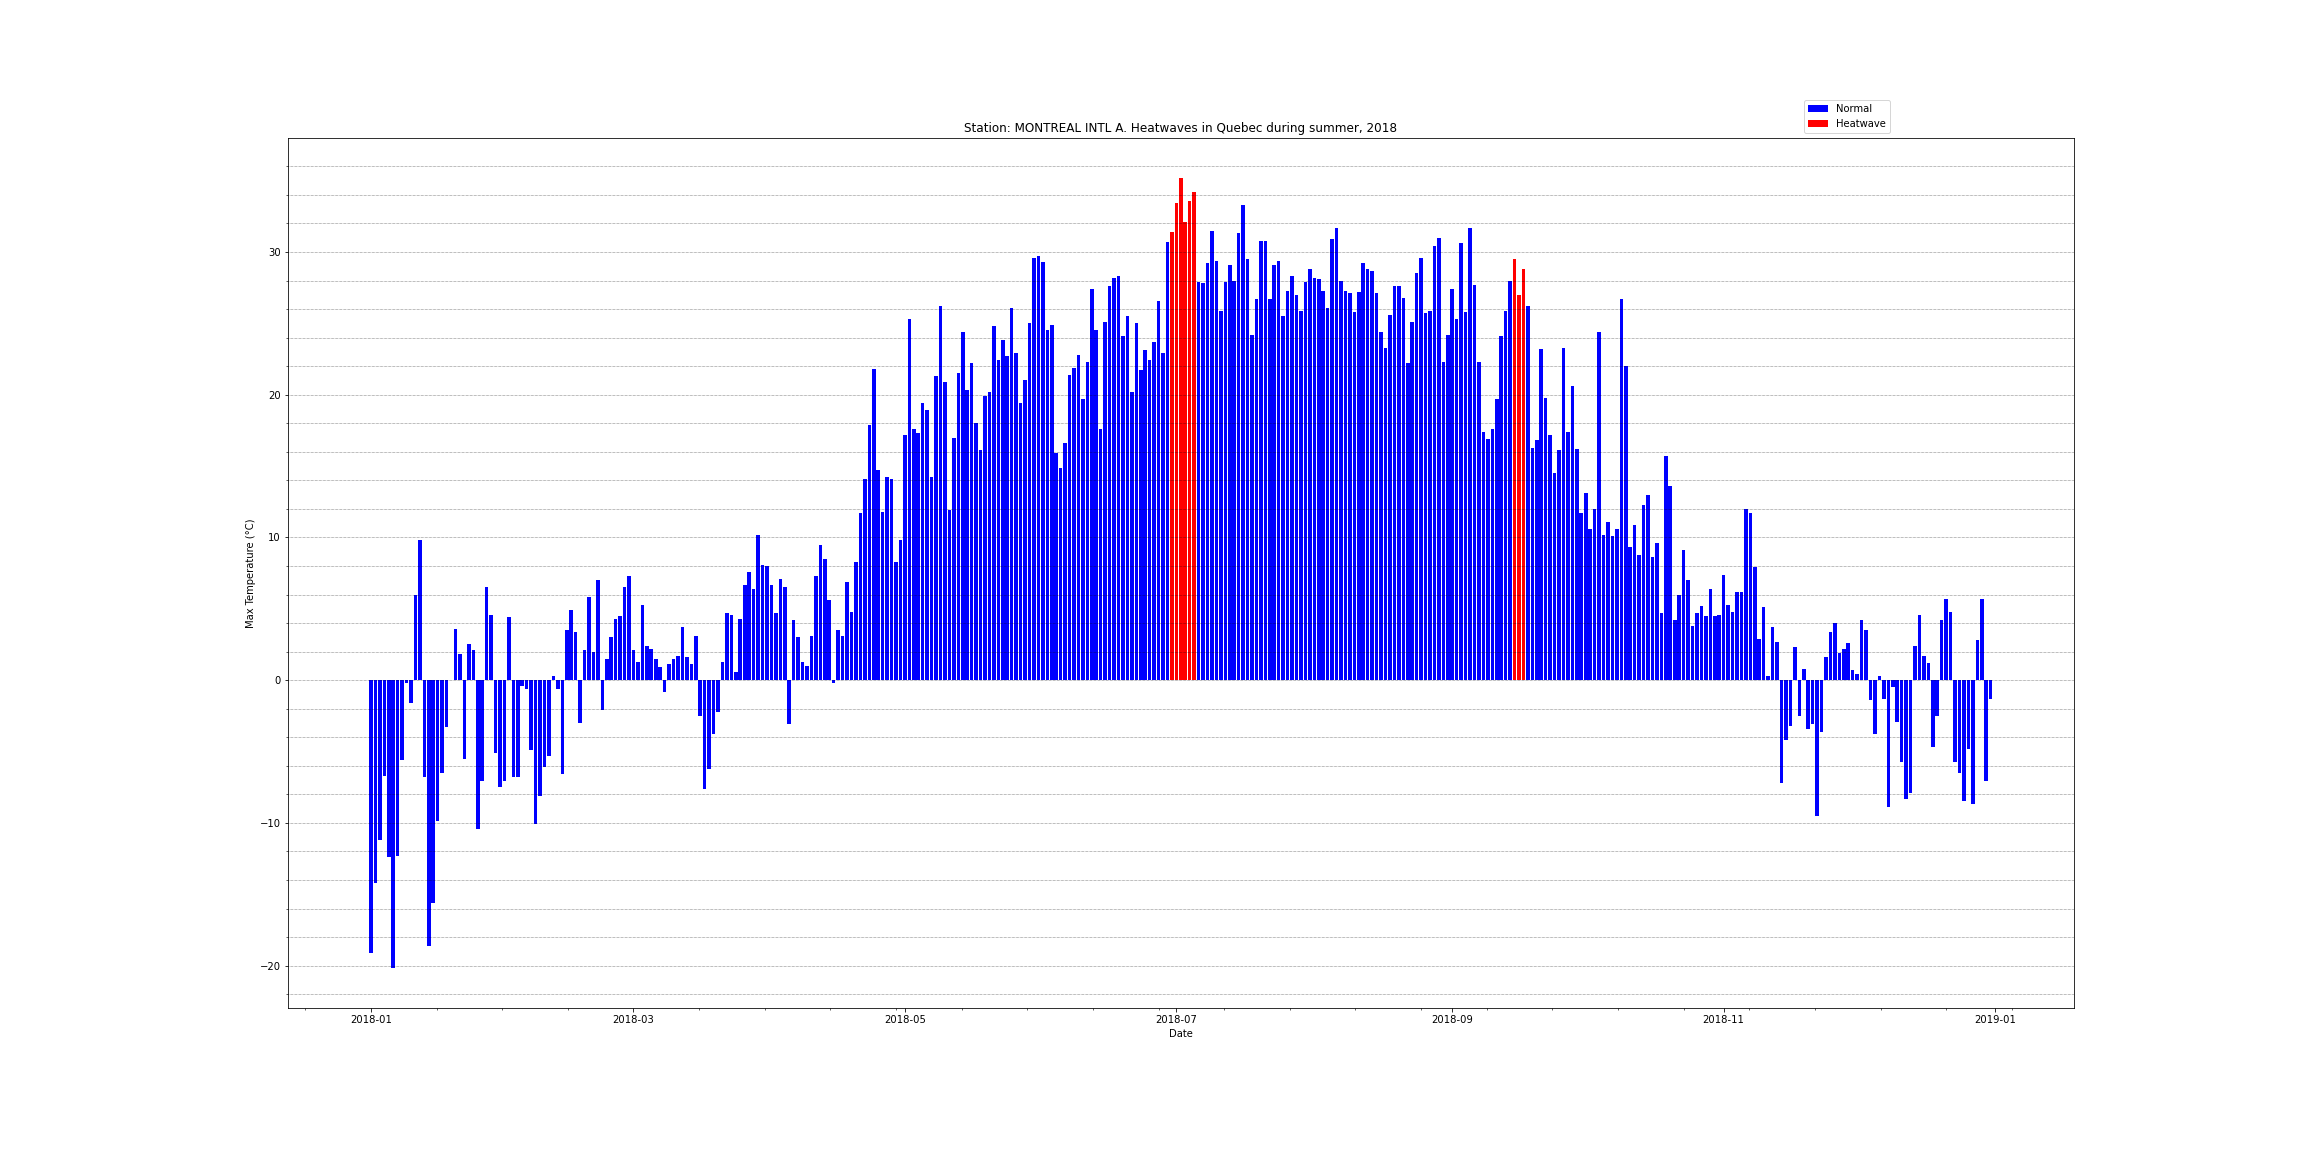 Normal
Heatwave
Station: MONTREAL INTL A. Heatwaves in Quebec during summer, 2018
Max Temperature (°C)
30
20
10
0
−10
−20
2018-01 2018-03 2018-05 2018-07 2018-09 2018-11 2019-01
Date